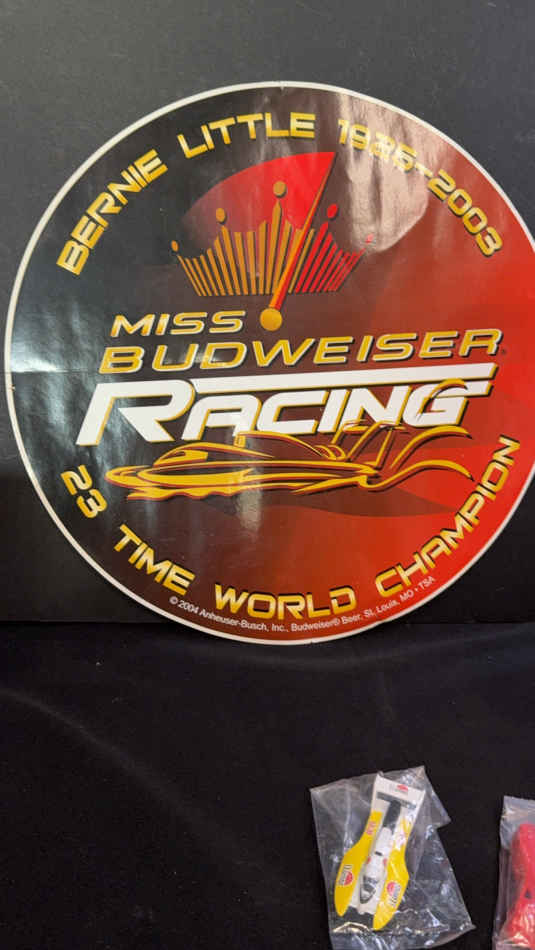 BERNIE LITTLE 1925-2003
MISS
BUDWEISER
RACING
23 TIME WORLD CHAMPION
© 2004 Anheuser-Busch, Inc., Budweiser® Beer, St. Louis, MO • TSA